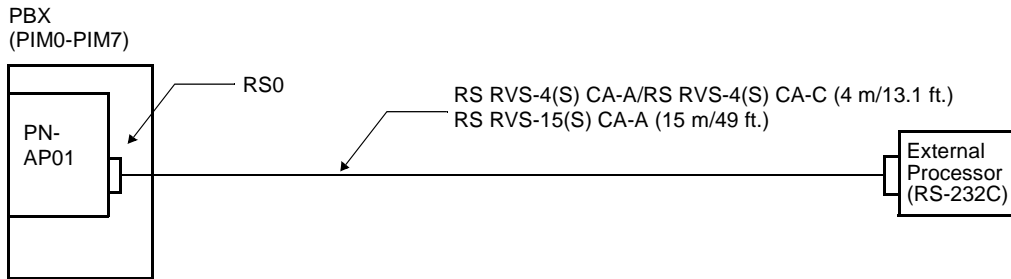 PBX
(PIM0-PIM7)
RS0
RS RVS-4(S) CA-A/RS RVS-4(S) CA-C (4 m/13.1 ft.)
RS RVS-15(S) CA-A (15 m/49 ft.)
PN-
AP01
External
Processor
(RS-232C)